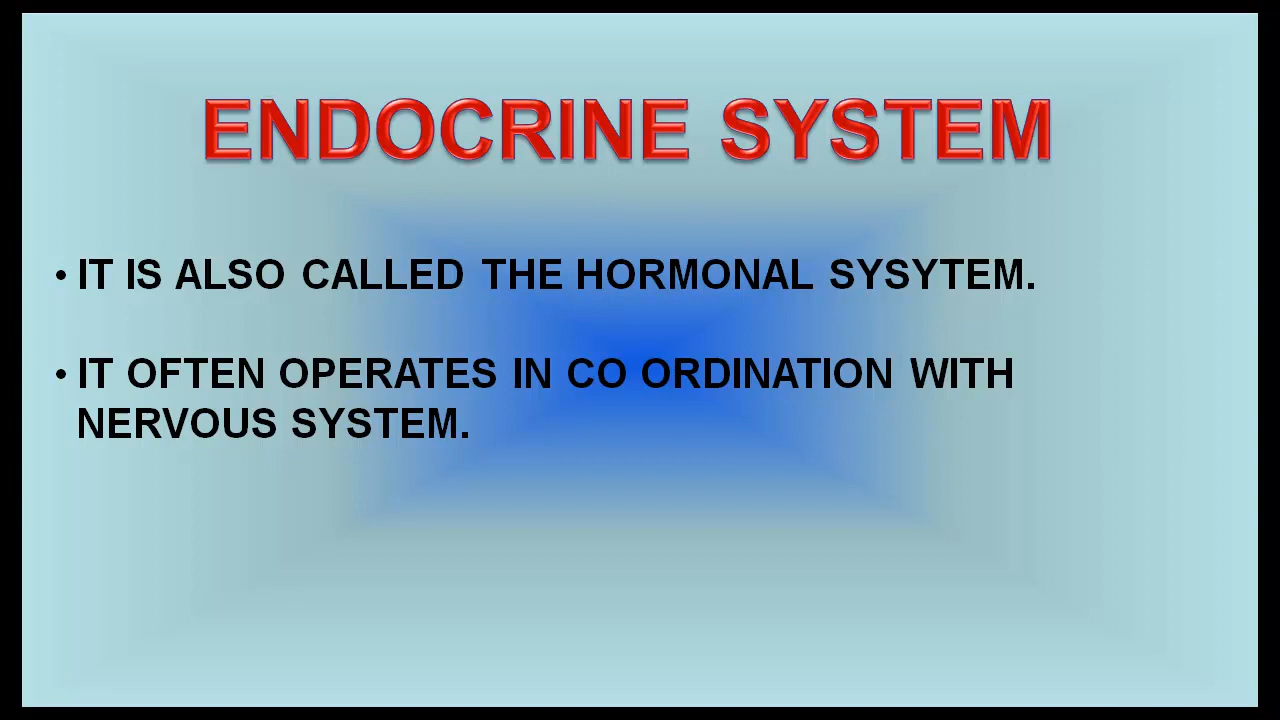 ENDOCRINE SYSTEM
• IT IS ALSO CALLED THE HORMONAL SYSYTEM.
• IT OFTEN OPERATES IN CO ORDINATION WITH
NERVOUS SYSTEM.